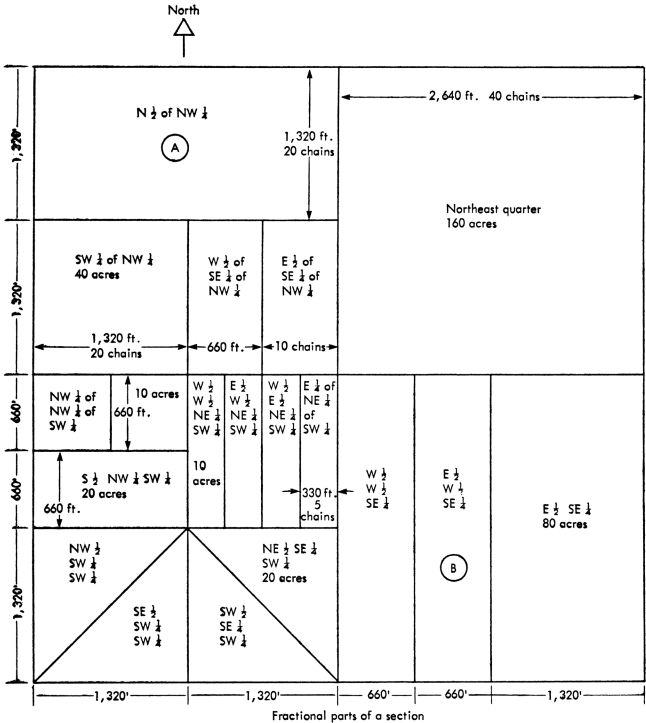 North
N ½ of NW ¼
A
1,320 ft.
20 chains
2,640 ft. 40 chains
Northeast quarter
160 acres
1,320'
SW ¼ of NW ¼
40 acres
W ½ of
SE ¼ of
NW ¼
E ½ of
SE ¼ of
NW ¼
1,320'
1,320 ft.
20 chains
660 ft.
10 chains
NW ¼ of
NW ¼ of
SW ¼
10 acres
660 ft.
660'
W ½
W ½
NE ¼
SW ¼
E ½
W ½
NE ¼
SW ¼
W ½
E ½
NE ¼
SW ¼
E ¼ of
NE ¼
of
SW ¼
10
acres
330 ft.
5
chains
S ½ NW ¼ SW ¼
20 acres
660 ft.
660'
W ½
W ½
SE ¼
E ½
W ½
SE ¼
B
E ½ SE ¼
80 acres
NW ½
SW ¼
SW ¼
SE ½
SW ¼
SW ¼
NE ½ SE ¼
SW ¼
20 acres
SW ½
SE ¼
SW ¼
1,320'
1,320'
1,320'
660'
660'
1,320'
Fractional parts of a section